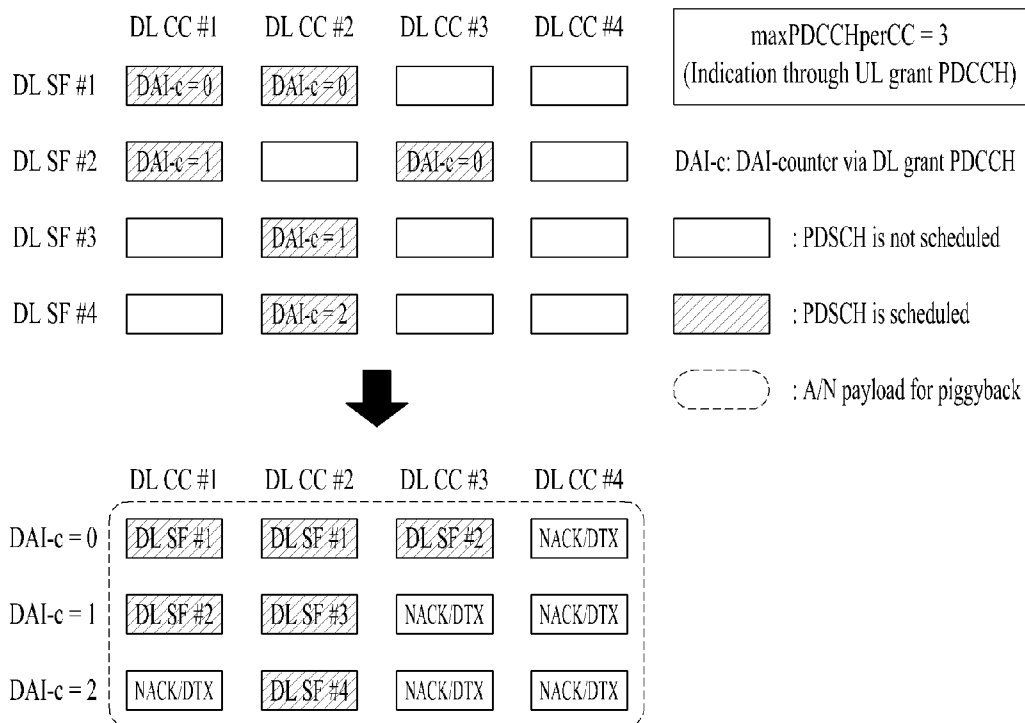 DL CC #1 DL CC #2 DL CC #3 DL CC #4
maxPDCCHperCC = 3
(Indication through UL grant PDCCH)
DL SF #1 DAI-c = 0 DAI-c = 0
DL SF #2 DAI-c = 1 DAI-c = 0
DAI-c: DAI-counter via DL grant PDCCH
DL SF #3 DAI-c = 1
: PDSCH is not scheduled
DL SF #4 DAI-c = 2
: PDSCH is scheduled
: A/N payload for piggyback
DL CC #1 DL CC #2 DL CC #3 DL CC #4
DAI-c = 0 DL SF #1 DL SF #1 DL SF #2 NACK/DTX
DAI-c = 1 DL SF #2 DL SF #3 NACK/DTX NACK/DTX
DAI-c = 2 NACK/DTX DL SF #4 NACK/DTX NACK/DTX